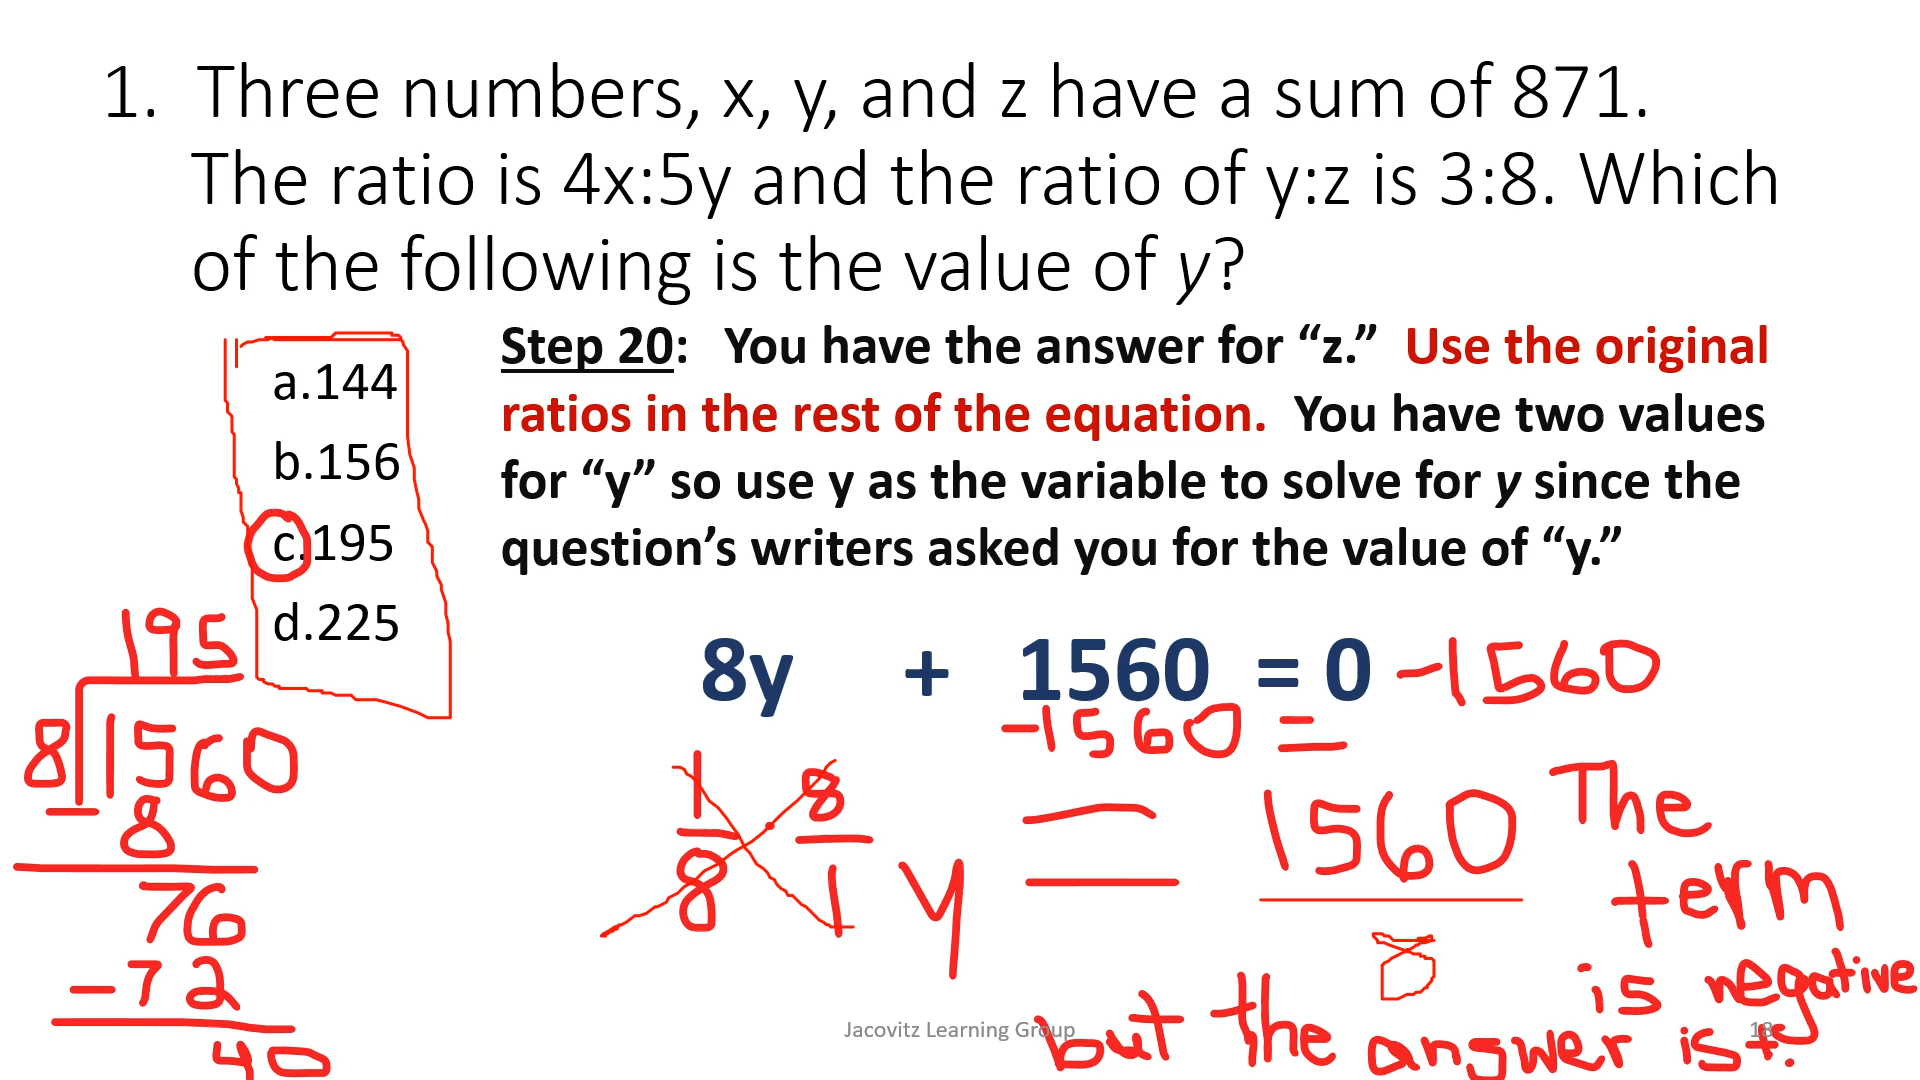 1. Three numbers, x, y, and z have a sum of 871.
The ratio is 4x:5y and the ratio of y:z is 3:8. Which
of the following is the value of y?
a.144
b.156
c.195
d.225
Step 20: You have the answer for “z.” Use the original
ratios in the rest of the equation. You have two values
for “y” so use y as the variable to solve for y since the
question’s writers asked you for the value of “y.”
8y + 1560 = 0 -1560
-1560 =
1/8 · 8/1 y = 1560/8
195
8 1560
- 8
76
-72
40
The
term
is negative
but the answer is +.
Jacovitz Learning Group
18